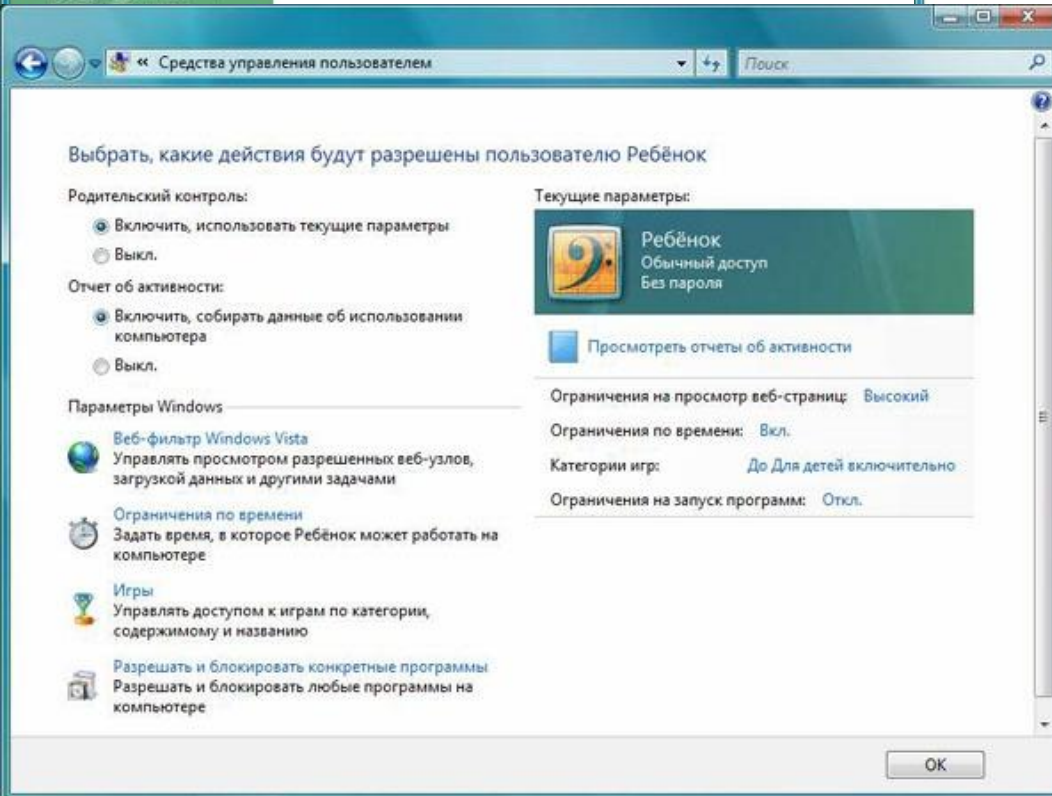 « Средства управления пользователем
Поиск
Выбрать, какие действия будут разрешены пользователю Ребёнок
Родительский контроль:
Включить, использовать текущие параметры
Выкл.
Отчет об активности:
Включить, собирать данные об использовании
компьютера
Выкл.
Параметры Windows
Веб-фильтр Windows Vista
Управлять просмотром разрешенных веб-узлов,
загрузкой данных и другими задачами
Ограничения по времени
Задать время, в которое Ребёнок может работать на
компьютере
Игры
Управлять доступом к играм по категории,
содержимому и названию
Разрешать и блокировать конкретные программы
Разрешать и блокировать любые программы на
компьютере
Текущие параметры:
Ребёнок
Обычный доступ
Без пароля
Просмотреть отчеты об активности
Ограничения на просмотр веб-страниц: Высокий
Ограничения по времени: Вкл.
Категории игр: До Для детей включительно
Ограничения на запуск программ: Откл.
OK